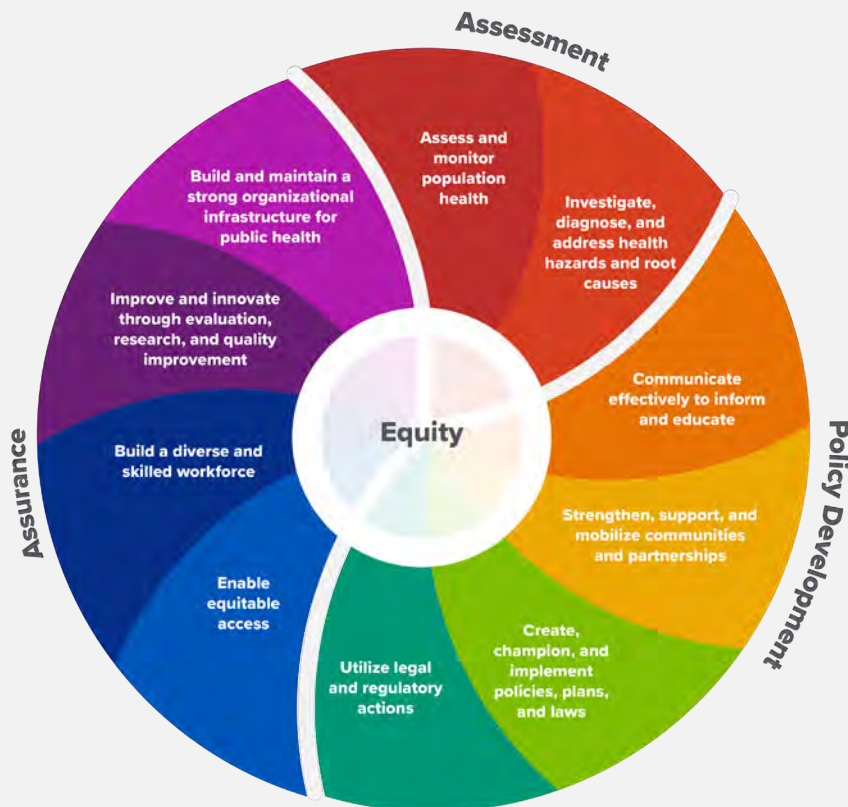 Assessment
Assess and
monitor
population
health
Investigate,
diagnose, and
address health
hazards and root
causes
Policy Development
Communicate
effectively to inform
and educate
Strengthen, support, and
mobilize communities
and partnerships
Create,
champion, and
implement
policies, plans,
and laws
Utilize legal
and regulatory
actions
Assurance
Enable
equitable
access
Build a diverse and
skilled workforce
Improve and innovate
through evaluation,
research, and quality
improvement
Build and maintain a
strong organizational
infrastructure for
public health
Equity